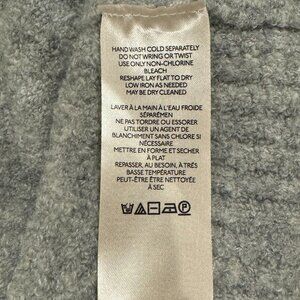 HAND WASH COLD SEPARATELY
DO NOT WRING OR TWIST
USE ONLY NON-CHLORINE
BLEACH
RESHAPE LAY FLAT TO DRY
LOW IRON AS NEEDED
MAY BE DRY CLEANED
LAVER À LA MAIN À L'EAU FROIDE
SÉPARÉMEN
NE PAS TORDRE OU ESSORER
UTILISER UN AGENT DE
BLANCHIMENT SANS CHLORE SI
NÉCESSAIRE
METTRE EN FORME ET SÉCHER
À PLAT
REPASSER, AU BESOIN, À TRÈS
BASSE TEMPÉRATURE
PEUT-ÊTRE ÊTRE NETTOYÉE
À SEC
P